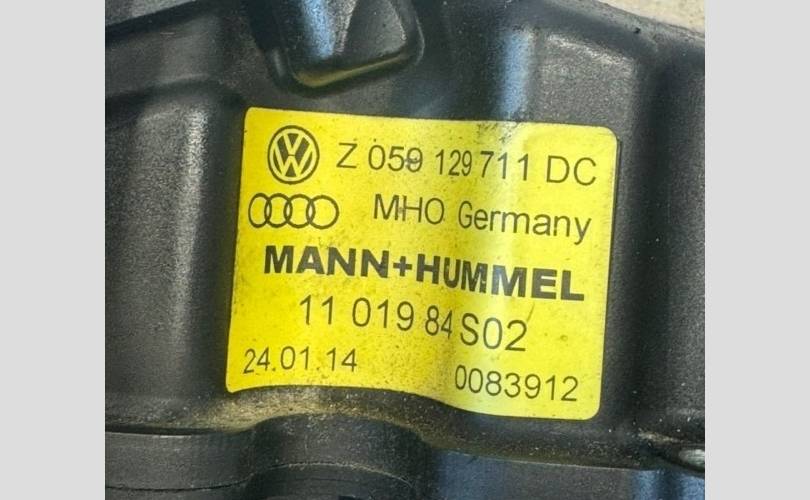 Z 059 129 711 DC
MHO Germany
MANN+HUMMEL
11 019 84 S02
24.01.14 0083912